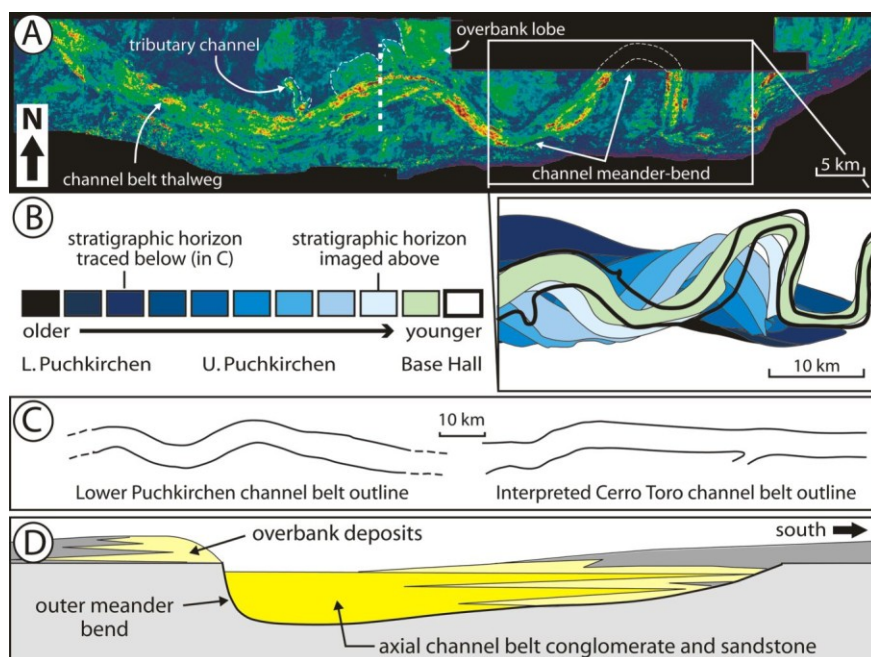 A
tributary channel
overbank lobe
N
channel belt thalweg
channel meander-bend
5 km
B
stratigraphic horizon
traced below (in C)
stratigraphic horizon
imaged above
older
younger
L. Puchkirchen
U. Puchkirchen
Base Hall
10 km
C
10 km
Lower Puchkirchen channel belt outline
Interpreted Cerro Toro channel belt outline
D
overbank deposits
south
outer meander
bend
axial channel belt conglomerate and sandstone